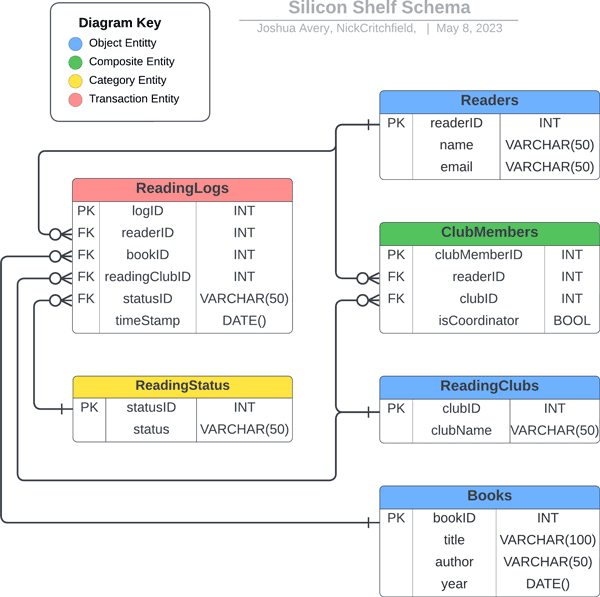 Silicon Shelf Schema
Joshua Avery, NickCritchfield, | May 8, 2023
Diagram Key
Object Entitty
Composite Entity
Category Entity
Transaction Entity
Readers
PK readerID INT
name VARCHAR(50)
email VARCHAR(50)
ReadingLogs
PK logID INT
FK readerID INT
FK bookID INT
FK readingClubID INT
FK statusID VARCHAR(50)
timeStamp DATE()
ClubMembers
PK clubMemberID INT
FK readerID INT
FK clubID INT
isCoordinator BOOL
ReadingStatus
PK statusID INT
status VARCHAR(50)
ReadingClubs
PK clubID INT
clubName VARCHAR(50)
Books
PK bookID INT
title VARCHAR(100)
author VARCHAR(50)
year DATE()